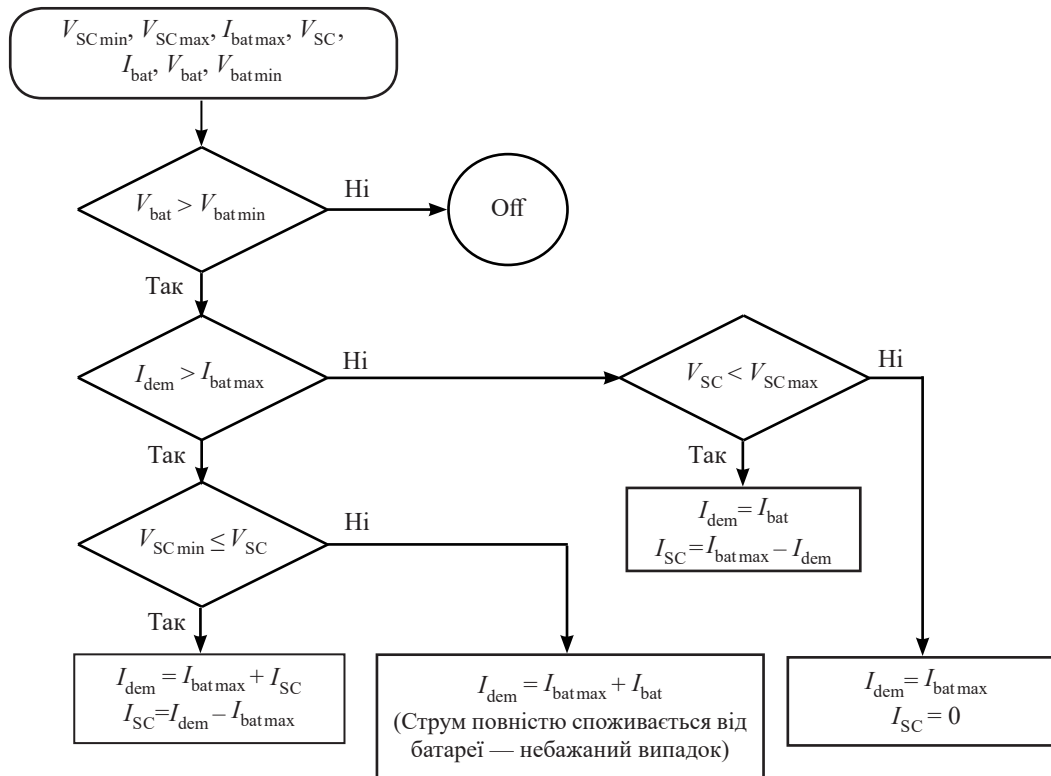 V_SC min, V_SC max, I_bat max, V_SC,
I_bat, V_bat, V_bat min
V_bat > V_bat min
Ні
Off
Так
I_dem > I_bat max
Ні
V_SC < V_SC max
Ні
Так
Так
I_dem = I_bat
I_SC = I_bat max – I_dem
V_SC min ≤ V_SC
Ні
Так
I_dem = I_bat max + I_SC
I_SC = I_dem – I_bat max
I_dem = I_bat max + I_bat
(Струм повністю споживається від
батареї — небажаний випадок)
I_dem = I_bat max
I_SC = 0